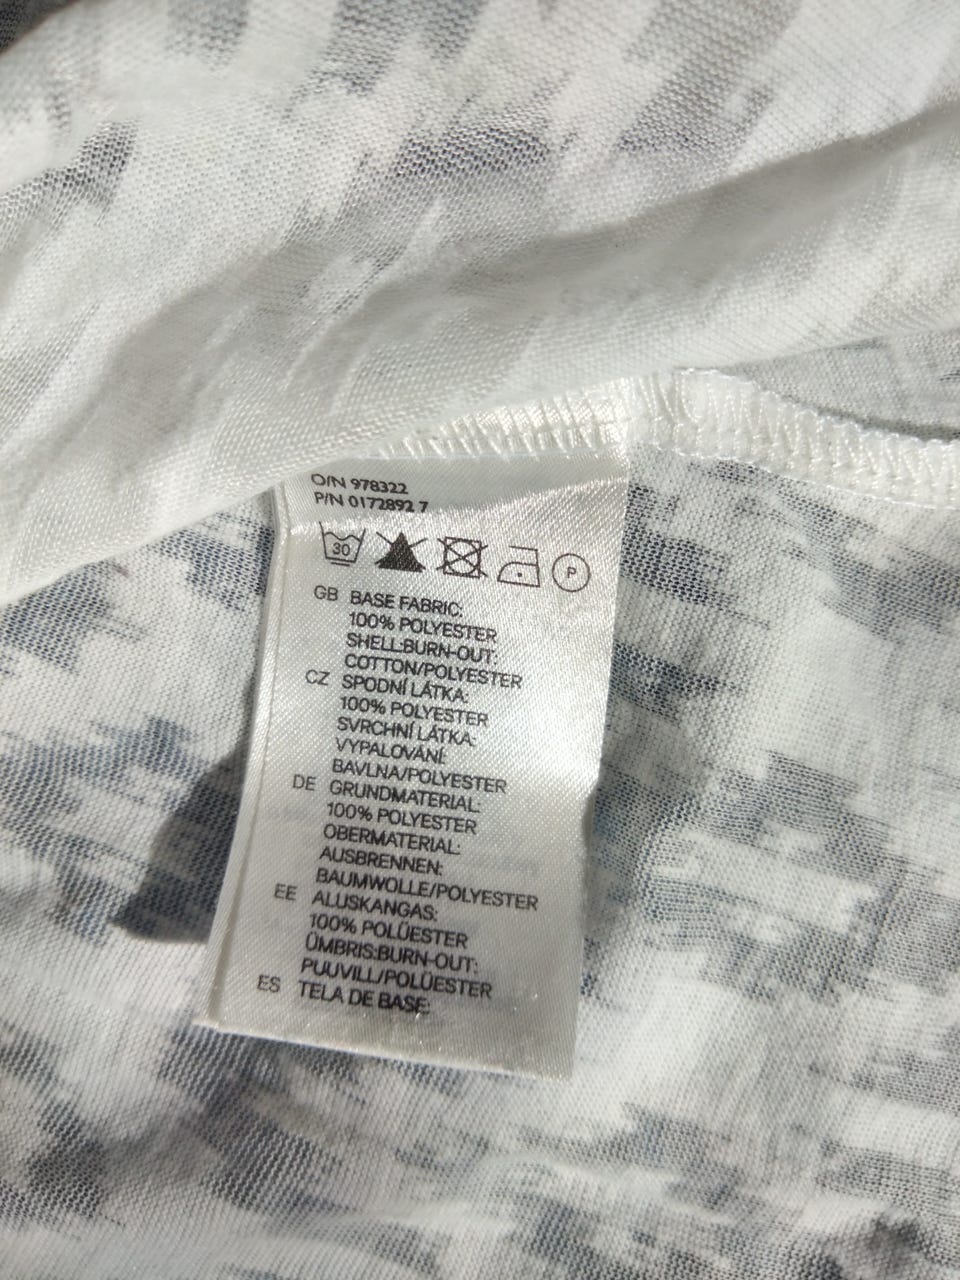 O/N 978322
P/N 0172892 7
30 P
GB BASE FABRIC:
100% POLYESTER
SHELL:BURN-OUT:
COTTON/POLYESTER
CZ SPODNÍ LÁTKA:
100% POLYESTER
SVRCHNÍ LÁTKA:
VYPALOVÁNÍ:
BAVLNA/POLYESTER
DE GRUNDMATERIAL:
100% POLYESTER
OBERMATERIAL:
AUSBRENNEN:
BAUMWOLLE/POLYESTER
EE ALUSKANGAS:
100% POLÜESTER
ÜMBRIS:BURN-OUT:
PUUVILL/POLÜESTER
ES TELA DE BASE: